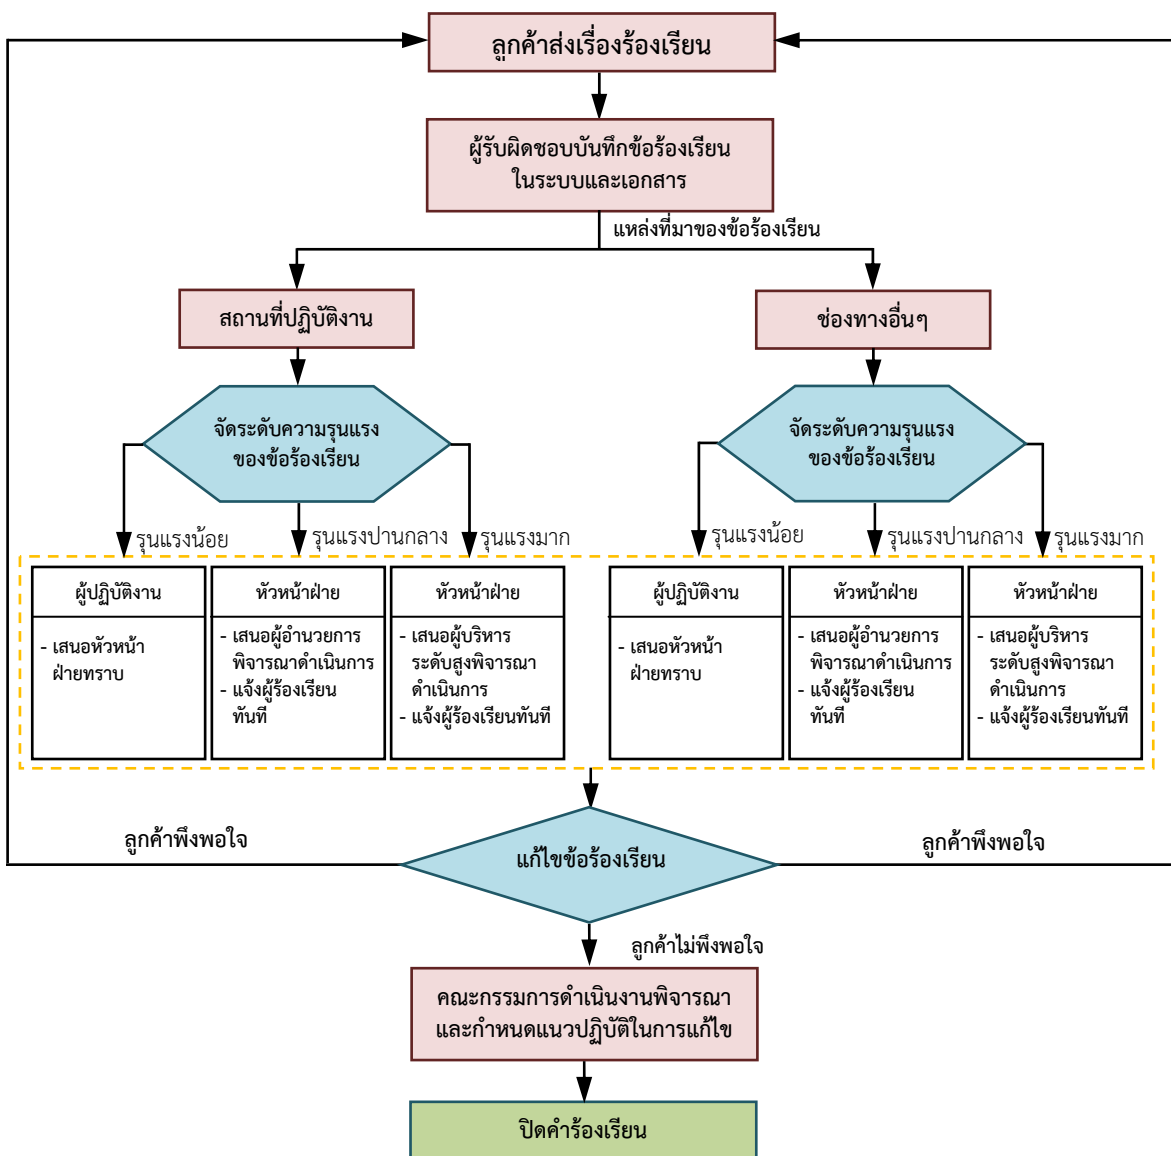 ลูกค้าส่งเรื่องร้องเรียน
ผู้รับผิดชอบบันทึกข้อร้องเรียน
ในระบบและเอกสาร
แหล่งที่มาของข้อร้องเรียน
สถานที่ปฏิบัติงาน
ช่องทางอื่นๆ
จัดระดับความรุนแรง
ของข้อร้องเรียน
จัดระดับความรุนแรง
ของข้อร้องเรียน
รุนแรงน้อย
รุนแรงปานกลาง
รุนแรงมาก
รุนแรงน้อย
รุนแรงปานกลาง
รุนแรงมาก
ผู้ปฏิบัติงาน
- เสนอหัวหน้า
ฝ่ายทราบ
หัวหน้าฝ่าย
- เสนอผู้อำนวยการ
พิจารณาดำเนินการ
- แจ้งผู้ร้องเรียน
ทันที
หัวหน้าฝ่าย
- เสนอผู้บริหาร
ระดับสูงพิจารณา
ดำเนินการ
- แจ้งผู้ร้องเรียนทันที
ผู้ปฏิบัติงาน
- เสนอหัวหน้า
ฝ่ายทราบ
หัวหน้าฝ่าย
- เสนอผู้อำนวยการ
พิจารณาดำเนินการ
- แจ้งผู้ร้องเรียน
ทันที
หัวหน้าฝ่าย
- เสนอผู้บริหาร
ระดับสูงพิจารณา
ดำเนินการ
- แจ้งผู้ร้องเรียนทันที
ลูกค้าพึงพอใจ
แก้ไขข้อร้องเรียน
ลูกค้าพึงพอใจ
ลูกค้าไม่พึงพอใจ
คณะกรรมการดำเนินงานพิจารณา
และกำหนดแนวปฏิบัติในการแก้ไข
ปิดคำร้องเรียน